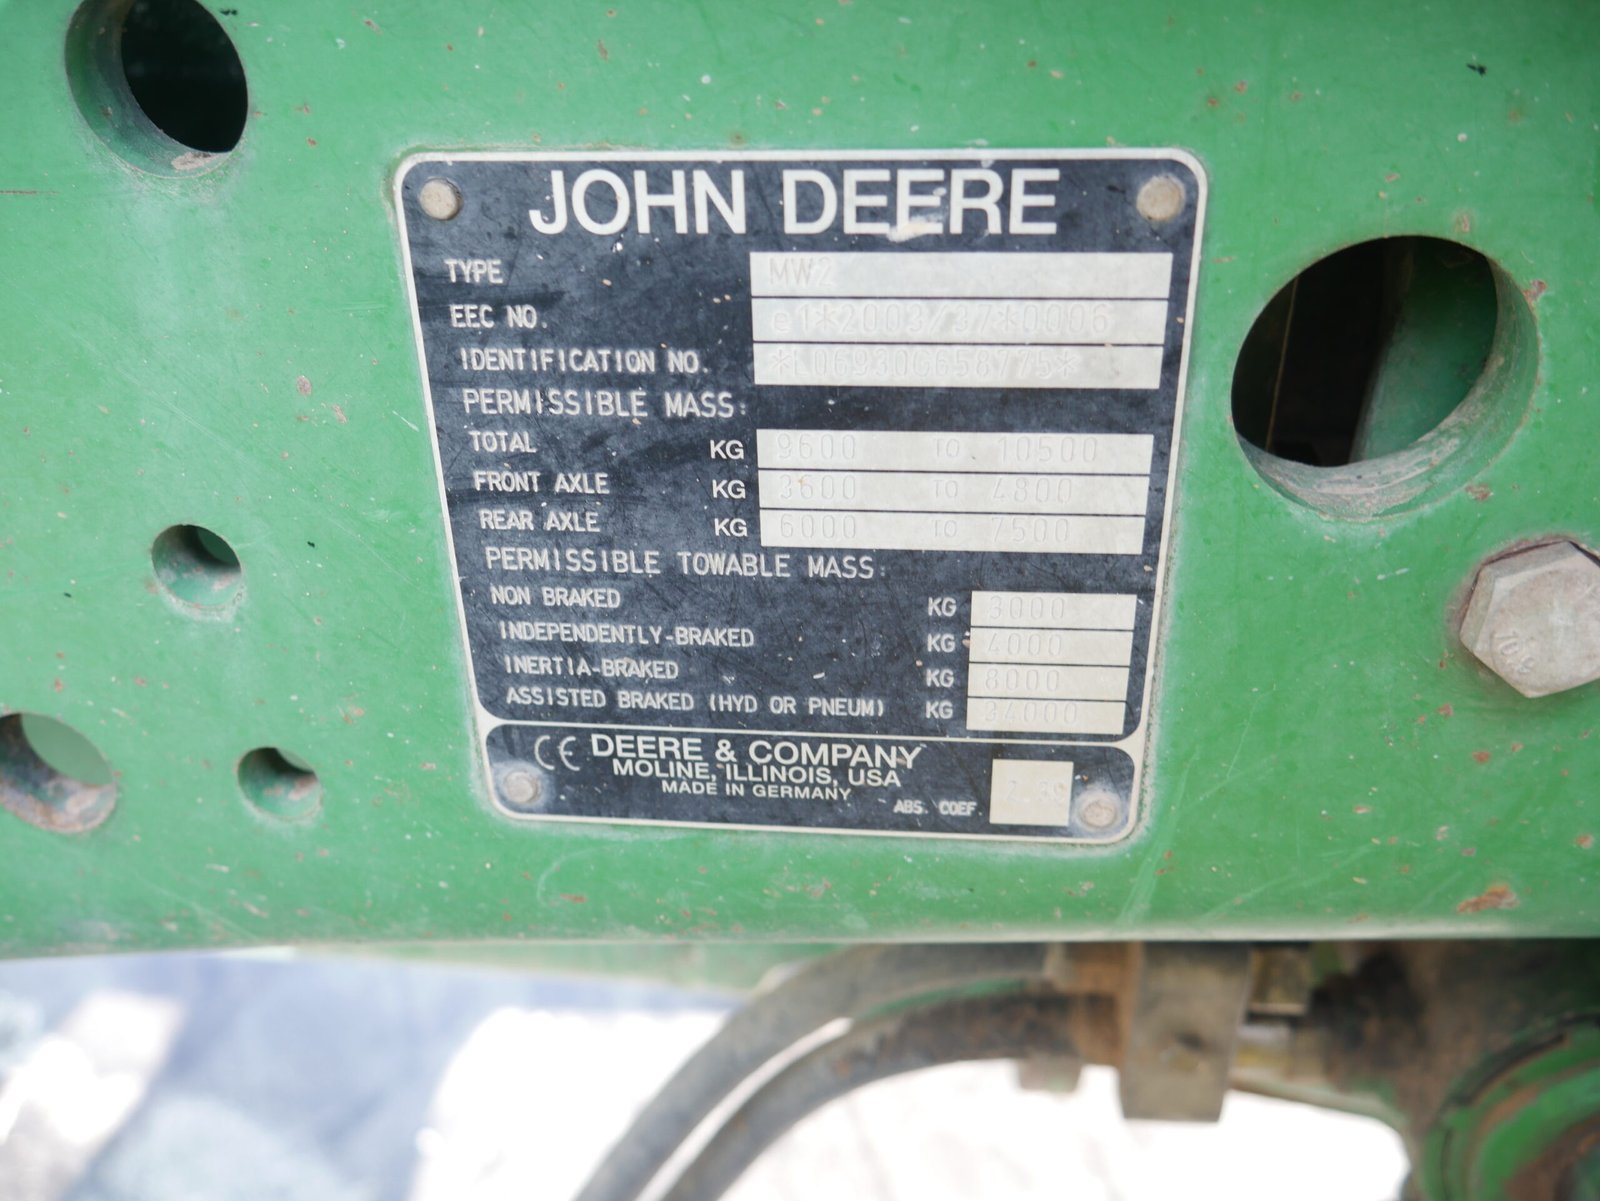 JOHN DEERE
TYPE MW2
EEC NO. e1*2003/37*0006
IDENTIFICATION NO. *L06930G658775*
PERMISSIBLE MASS:
TOTAL KG 9600 TO 10500
FRONT AXLE KG 3600 TO 4800
REAR AXLE KG 6000 TO 7500
PERMISSIBLE TOWABLE MASS:
NON BRAKED KG 3000
INDEPENDENTLY-BRAKED KG 4000
INERTIA-BRAKED KG 8000
ASSISTED BRAKED (HYD OR PNEUM) KG 34000
CE DEERE & COMPANY
MOLINE, ILLINOIS, USA
MADE IN GERMANY
ABS. COEF.
10.9